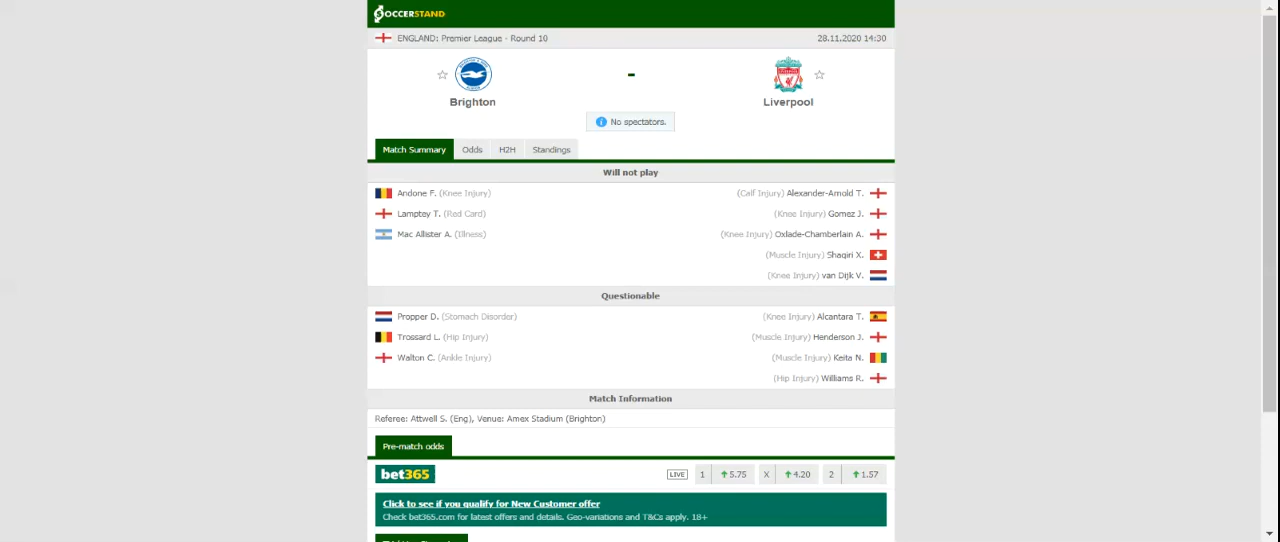 SOCCERSTAND
ENGLAND: Premier League - Round 10 28.11.2020 14:30
-
Brighton Liverpool
No spectators.
Match Summary Odds H2H Standings
Will not play
Andone F. (Knee Injury) (Calf Injury) Alexander-Arnold T.
Lamptey T. (Red Card) (Knee Injury) Gomez J.
Mac Allister A. (Illness) (Knee Injury) Oxlade-Chamberlain A.
(Muscle Injury) Shaqiri X.
(Knee Injury) van Dijk V.
Questionable
Propper D. (Stomach Disorder) (Knee Injury) Alcantara T.
Trossard L. (Hip Injury) (Muscle Injury) Henderson J.
Walton C. (Ankle Injury) (Muscle Injury) Keita N.
(Hip Injury) Williams R.
Match Information
Referee: Attwell S. (Eng), Venue: Amex Stadium (Brighton)
Pre-match odds
bet365 LIVE 1 5.75 X 4.20 2 1.57
Click to see if you qualify for New Customer offer
Check bet365.com for latest offers and details. Geo-variations and T&Cs apply. 18+